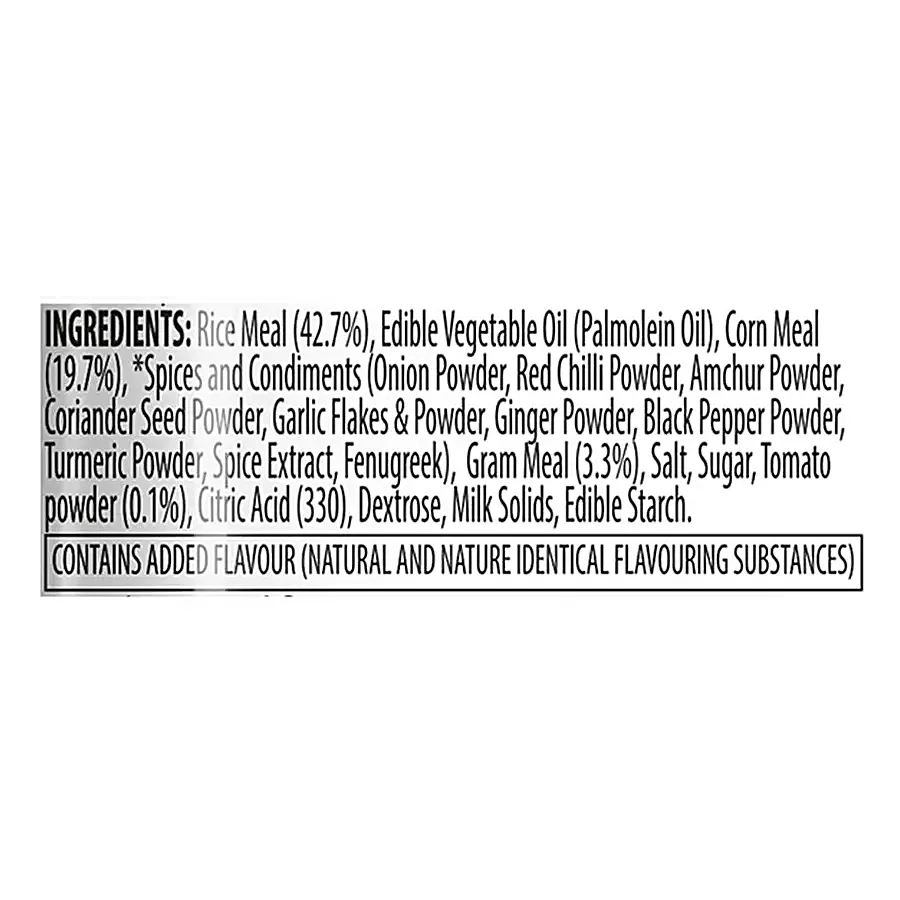 INGREDIENTS: Rice Meal (42.7%), Edible Vegetable Oil (Palmolein Oil), Corn Meal
(19.7%), *Spices and Condiments (Onion Powder, Red Chilli Powder, Amchur Powder,
Coriander Seed Powder, Garlic Flakes & Powder, Ginger Powder, Black Pepper Powder,
Turmeric Powder, Spice Extract, Fenugreek), Gram Meal (3.3%), Salt, Sugar, Tomato
powder (0.1%), Citric Acid (330), Dextrose, Milk Solids, Edible Starch.
CONTAINS ADDED FLAVOUR (NATURAL AND NATURE IDENTICAL FLAVOURING SUBSTANCES)